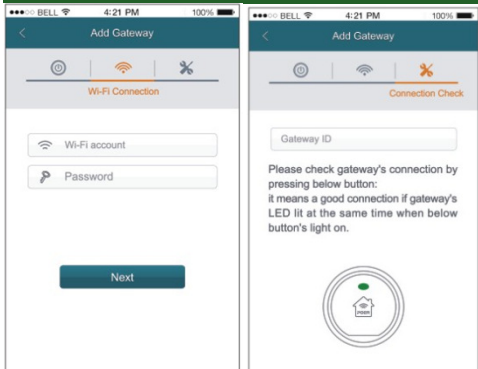 BELL 4:21 PM 100%
Add Gateway
Wi-Fi Connection
Wi-Fi account
Password
Next
BELL 4:21 PM 100%
Add Gateway
Connection Check
Gateway ID
Please check gateway's connection by
pressing below button:
it means a good connection if gateway's
LED lit at the same time when below
button's light on.
PGER